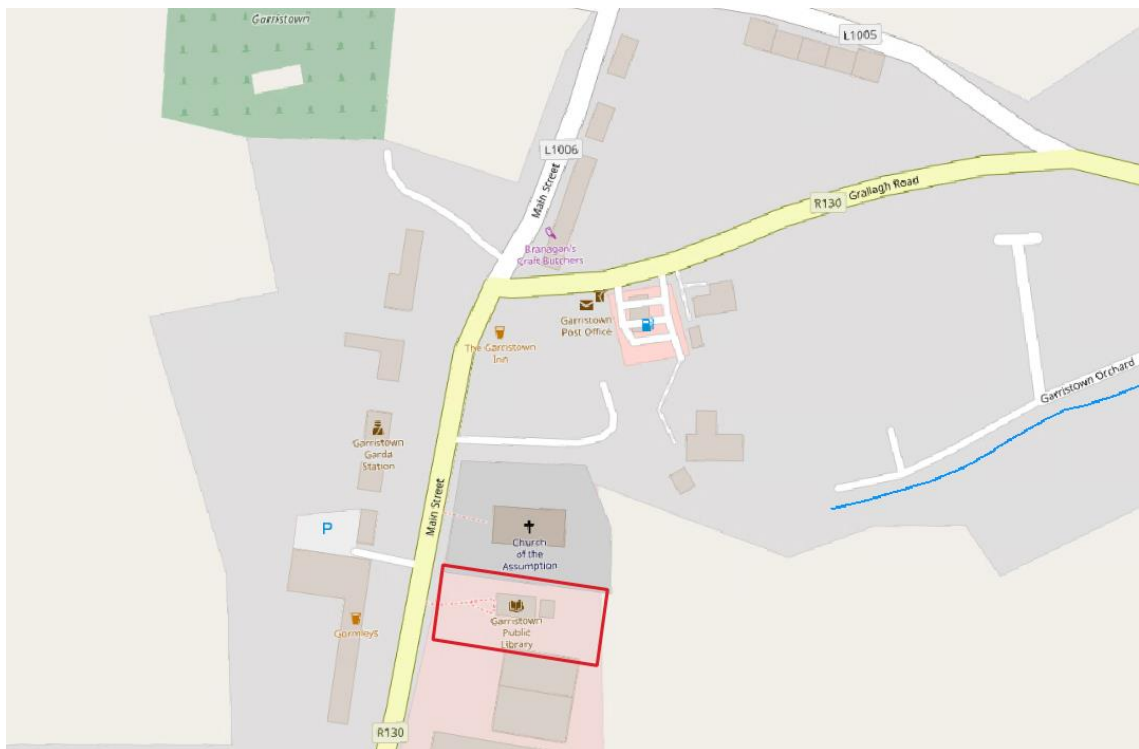 Garristown
L1005
L1006
Main Street
Grallagh Road
R130
Branagan's
Craft Butchers
Garristown
Post Office
The Garristown
Inn
Garristown Orchard
Garristown
Garda
Station
Main Street
P
Church
of the
Assumption
Garristown
Public
Library
Gormleys
R130